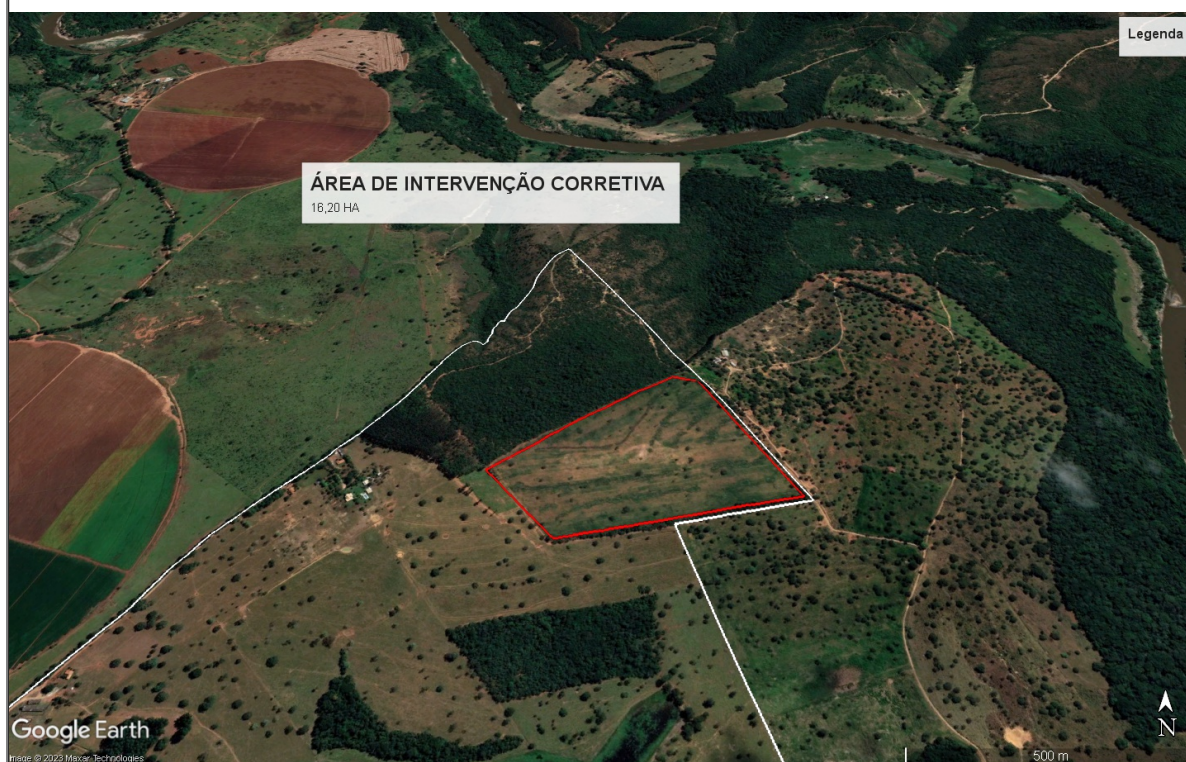 Legenda
ÁREA DE INTERVENÇÃO CORRETIVA
16,20 HA
Google Earth
Image © 2023 Maxar Technologies
N
500 m